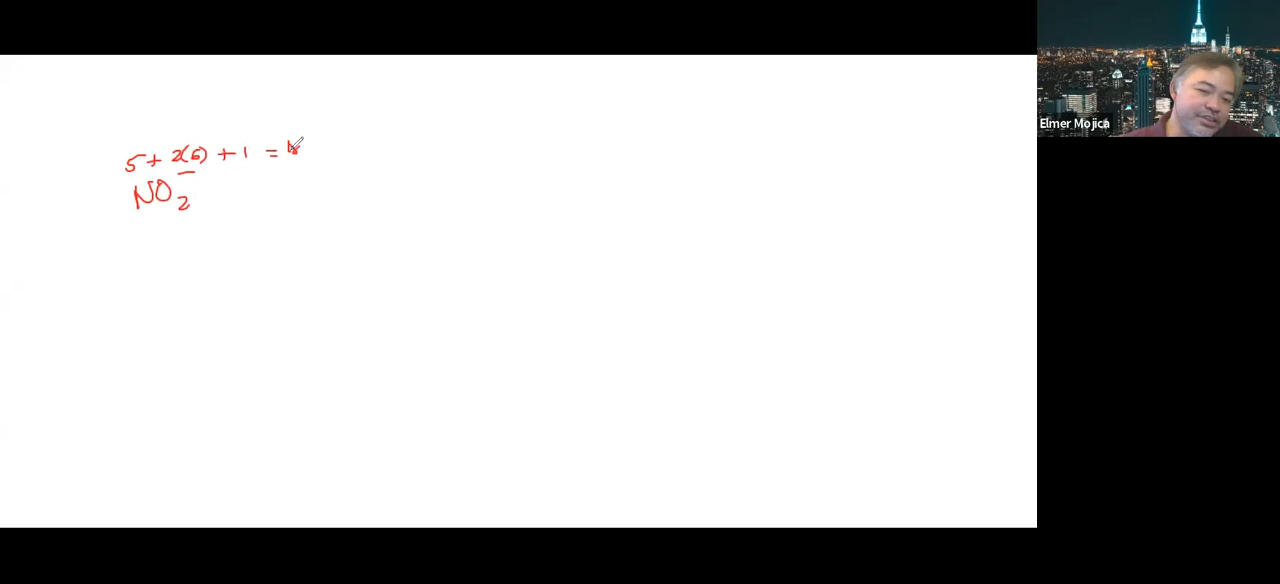 5 + 2(6) + 1 =
NO2
Elmer Mojica